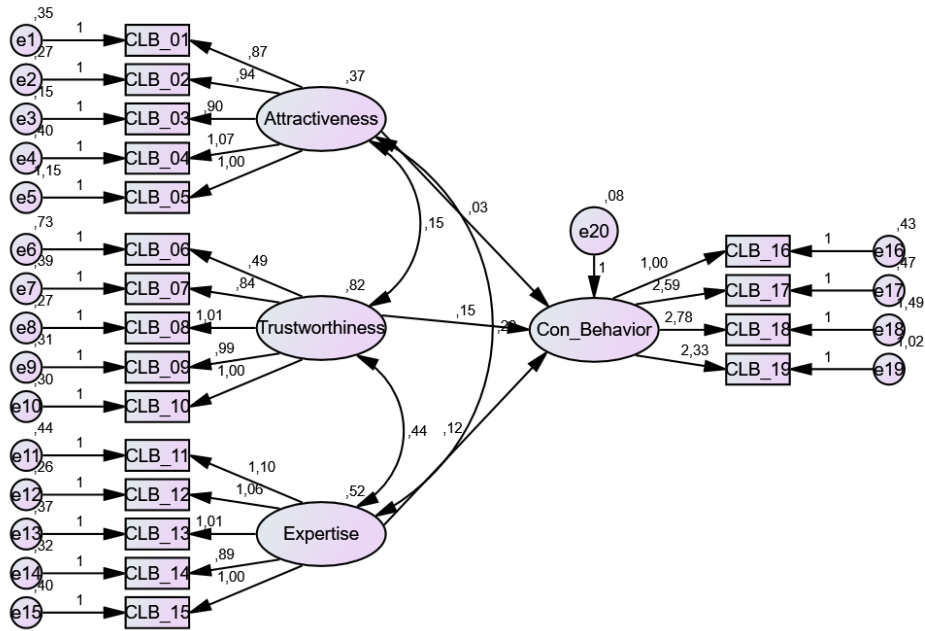 ,35
e1 1 CLB_01 ,87
,27
e2 1 CLB_02 ,94
,15
e3 1 CLB_03 ,90
,40
e4 1 CLB_04 1,07
1,15
e5 1 CLB_05 1,00
,37
Attractiveness
,73
e6 1 CLB_06 ,49
,39
e7 1 CLB_07 ,84
,27
e8 1 CLB_08 1,01
,31
e9 1 CLB_09 ,99
,30
e10 1 CLB_10 1,00
,82
Trustworthiness
,44
e11 1 CLB_11 1,10
,26
e12 1 CLB_12 1,06
,37
e13 1 CLB_13 1,01
,32
e14 1 CLB_14 ,89
,40
e15 1 CLB_15 1,00
,52
Expertise
,15
,44
,03
,15
,12
,08
e20
1
Con_Behavior
1,00 CLB_16 1 e16 ,43
2,59 CLB_17 1 e17 ,47
2,78 CLB_18 1 e18 1,49
2,33 CLB_19 1 e19 1,02